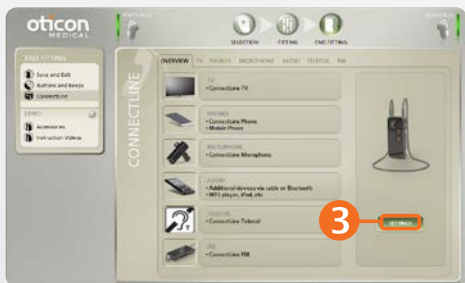 oticon
MEDICAL
SELECTION
FITTING
END FITTING
END FITTING
Save and Exit
Buttons and Beeps
ConnectLine
LINKS
Accessories
Instruction Videos
CONNECTLINE
OVERVIEW TV PHONES MICROPHONE AUDIO TELECOIL FM
TV
• ConnectLine TV
PHONES
• ConnectLine Phone
• Mobile Phone
MICROPHONE
• ConnectLine Microphone
AUDIO
• Additional devices via cable or Bluetooth
• MP3 player, iPod, etc.
TELECOIL
• ConnectLine Telecoil
FM
• ConnectLine FM
3
SETTINGS